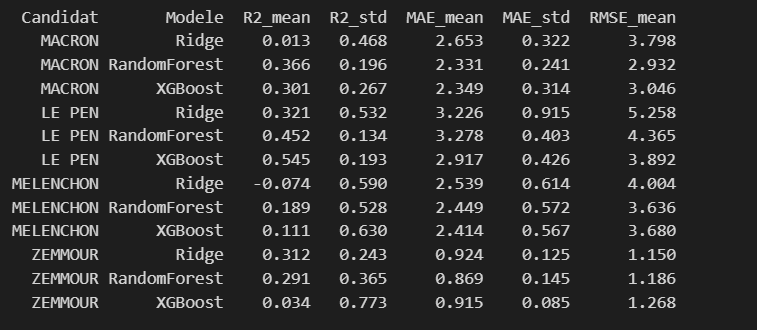 Candidat Modele R2_mean R2_std MAE_mean MAE_std RMSE_mean
MACRON Ridge 0.013 0.468 2.653 0.322 3.798
MACRON RandomForest 0.366 0.196 2.331 0.241 2.932
MACRON XGBoost 0.301 0.267 2.349 0.314 3.046
LE PEN Ridge 0.321 0.532 3.226 0.915 5.258
LE PEN RandomForest 0.452 0.134 3.278 0.403 4.365
LE PEN XGBoost 0.545 0.193 2.917 0.426 3.892
MELENCHON Ridge -0.074 0.590 2.539 0.614 4.004
MELENCHON RandomForest 0.189 0.528 2.449 0.572 3.636
MELENCHON XGBoost 0.111 0.630 2.414 0.567 3.680
ZEMMOUR Ridge 0.312 0.243 0.924 0.125 1.150
ZEMMOUR RandomForest 0.291 0.365 0.869 0.145 1.186
ZEMMOUR XGBoost 0.034 0.773 0.915 0.085 1.268